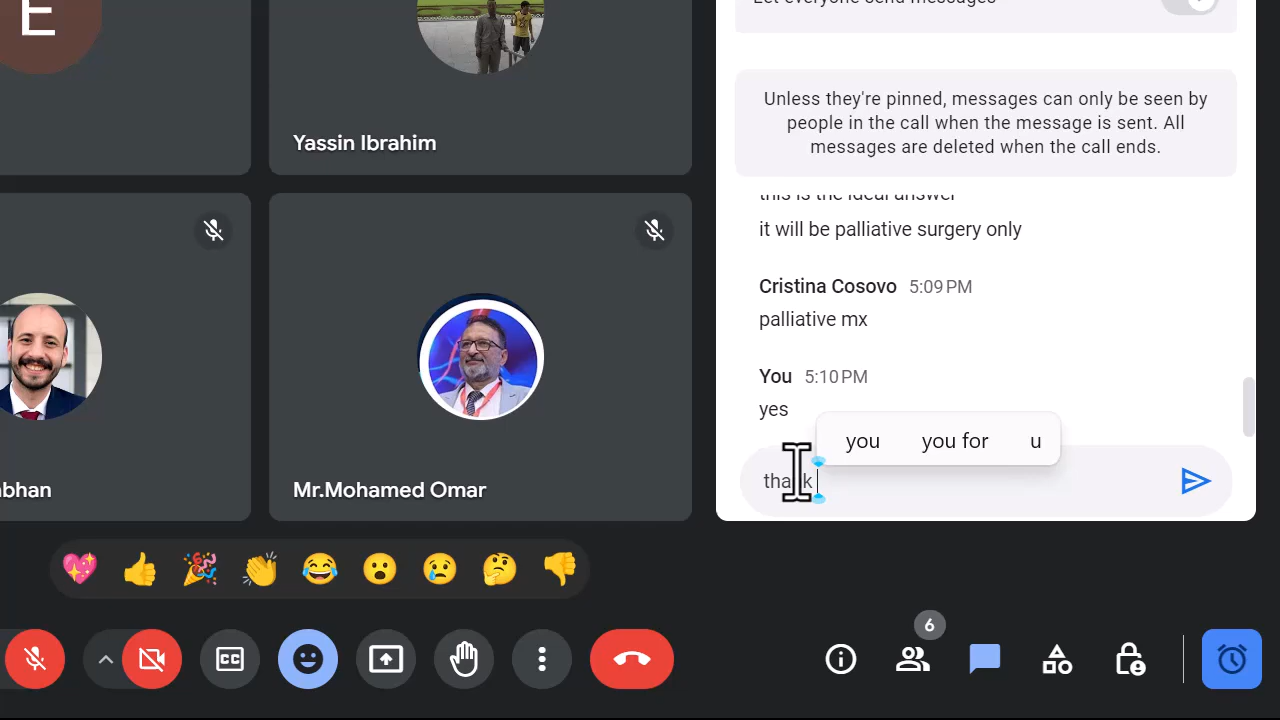 E
Yassin Ibrahim
bhan
Mr.Mohamed Omar
Let everyone send messages
Unless they're pinned, messages can only be seen by
people in the call when the message is sent. All
messages are deleted when the call ends.
this is the ideal answer
it will be palliative surgery only
Cristina Cosovo 5:09 PM
palliative mx
You 5:10 PM
yes
you you for u
thank
CC
6